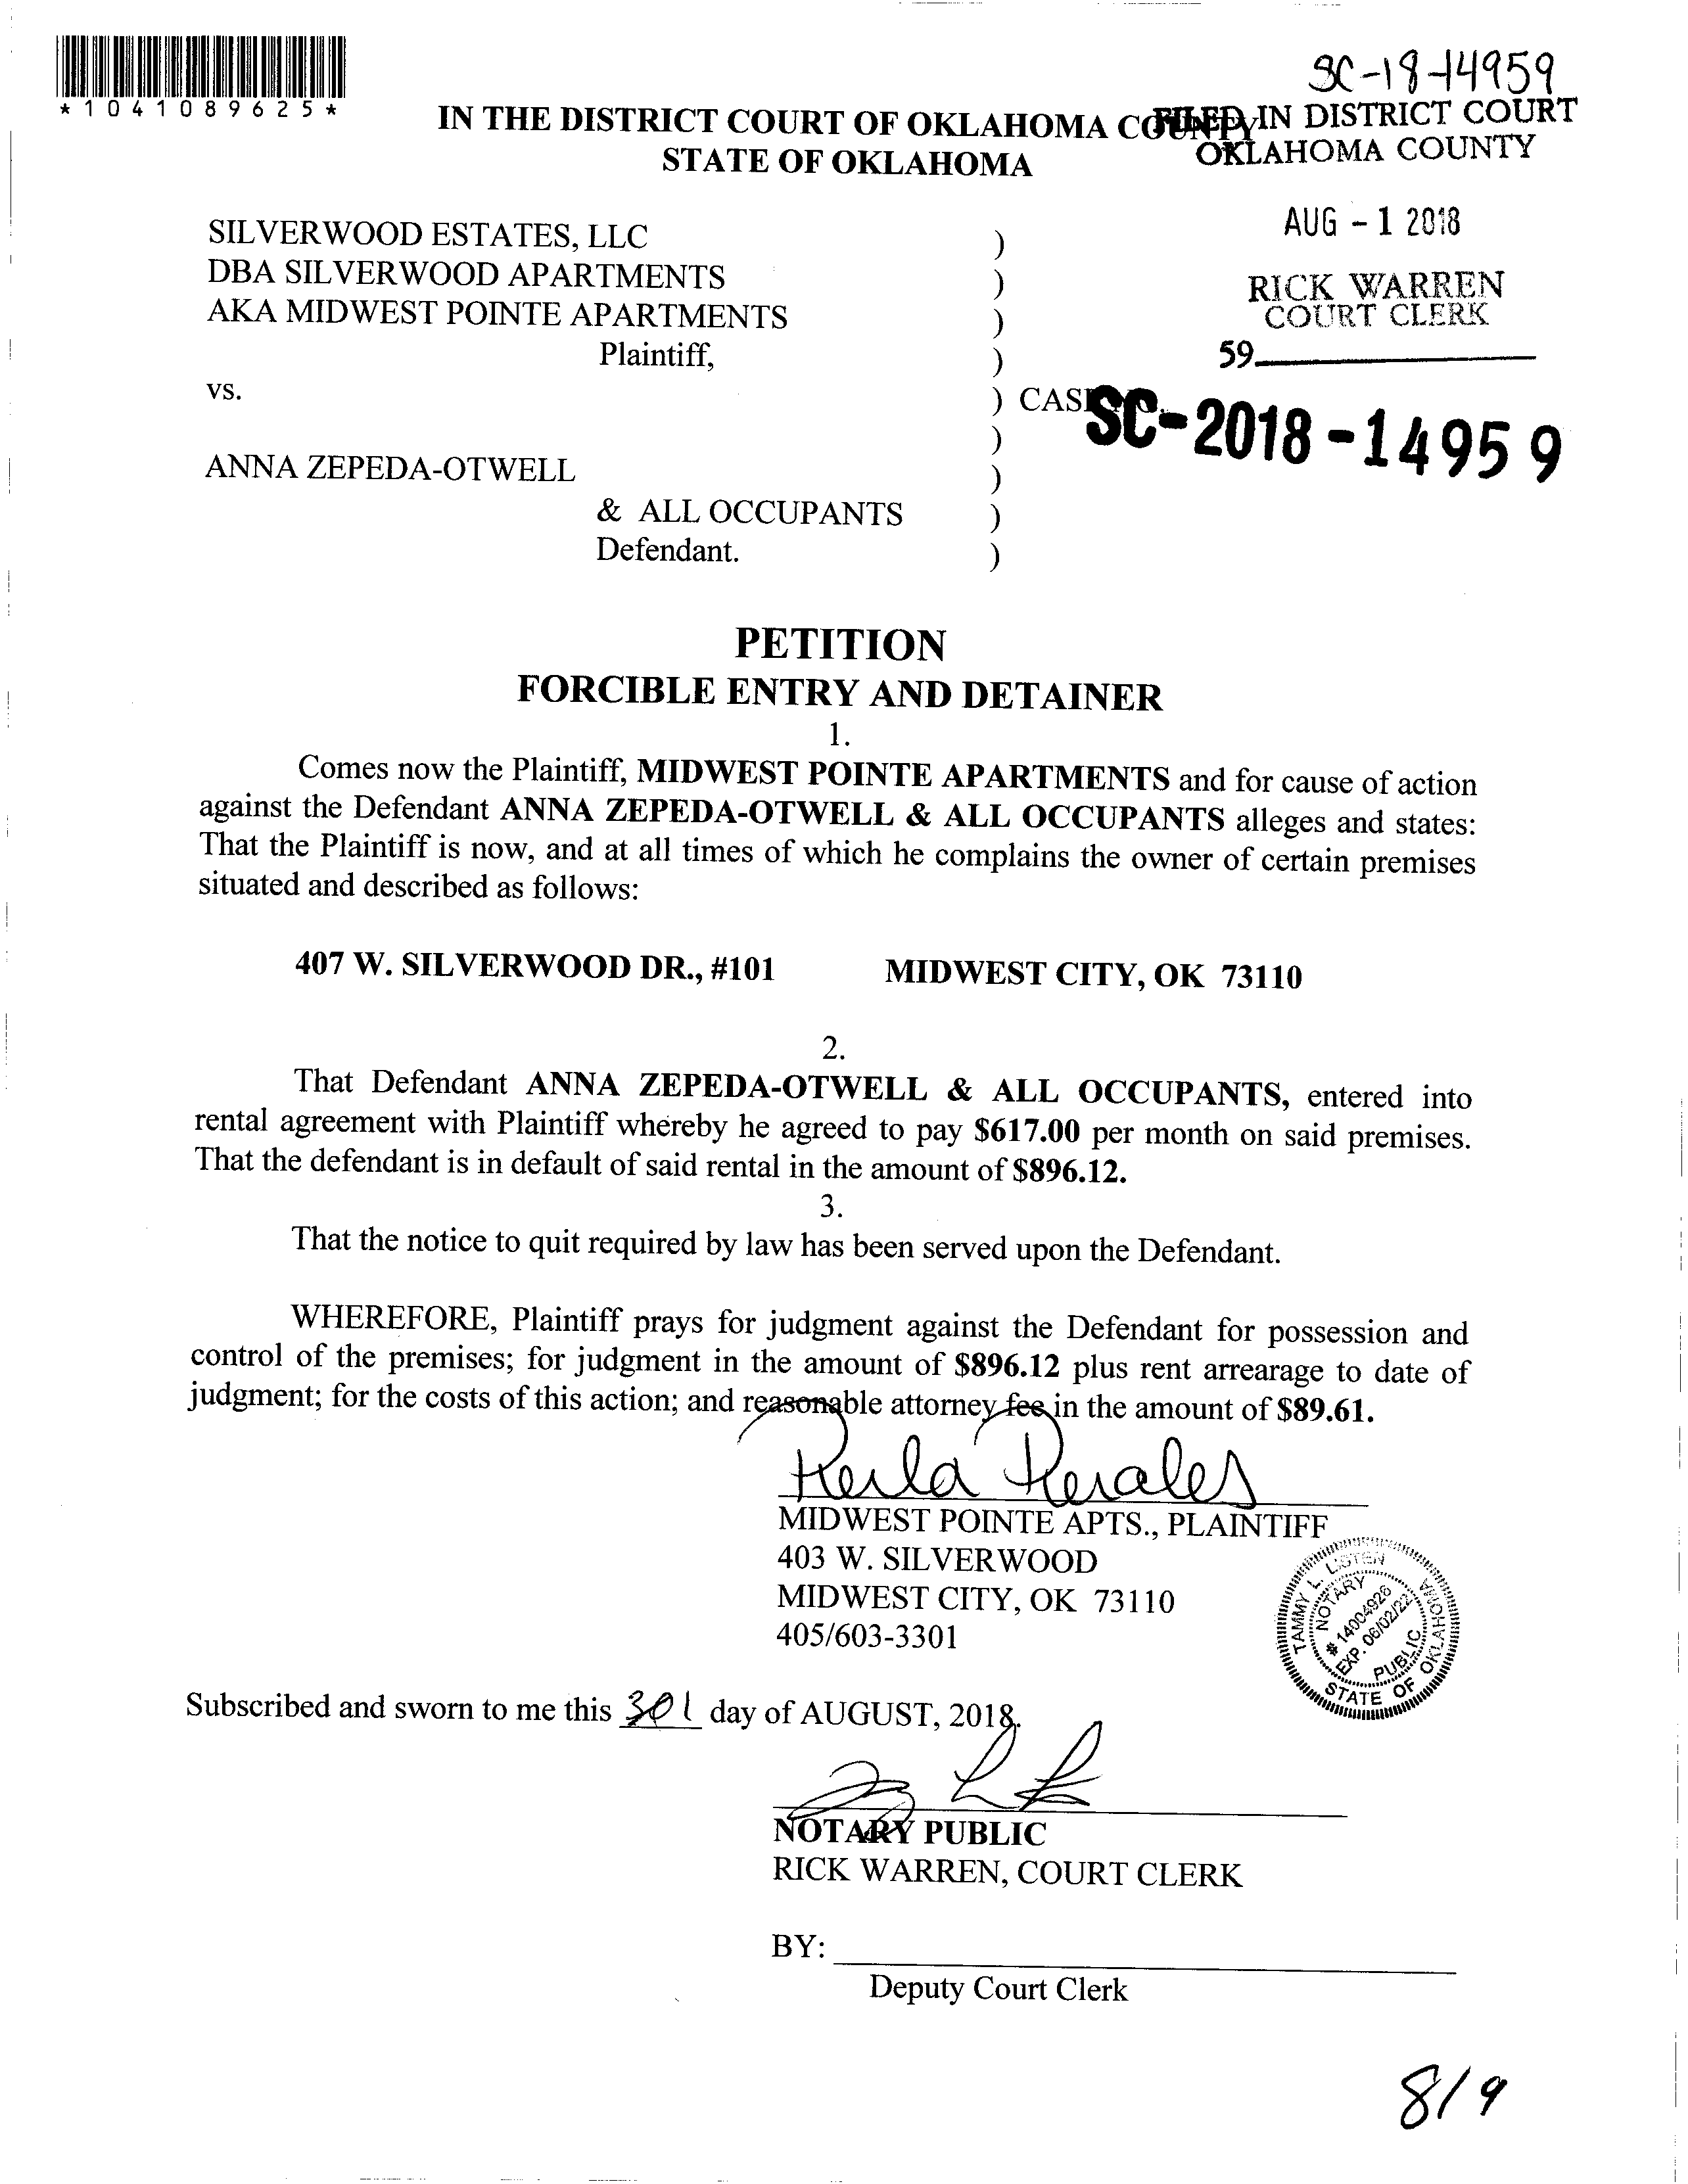 *1041089625*
SC-18-14959
IN THE DISTRICT COURT OF OKLAHOMA COUNTY
STATE OF OKLAHOMA
FILED IN DISTRICT COURT
OKLAHOMA COUNTY
AUG - 1 2018
RICK WARREN
COURT CLERK
59
SILVERWOOD ESTATES, LLC )
DBA SILVERWOOD APARTMENTS )
AKA MIDWEST POINTE APARTMENTS )
Plaintiff, )
vs. ) CASE NO.
SC-2018-14959
)
ANNA ZEPEDA-OTWELL )
& ALL OCCUPANTS )
Defendant. )
PETITION
FORCIBLE ENTRY AND DETAINER
1.
Comes now the Plaintiff, MIDWEST POINTE APARTMENTS and for cause of action
against the Defendant ANNA ZEPEDA-OTWELL & ALL OCCUPANTS alleges and states:
That the Plaintiff is now, and at all times of which he complains the owner of certain premises
situated and described as follows:
407 W. SILVERWOOD DR., #101 MIDWEST CITY, OK 73110
2.
That Defendant ANNA ZEPEDA-OTWELL & ALL OCCUPANTS, entered into
rental agreement with Plaintiff whereby he agreed to pay $617.00 per month on said premises.
That the defendant is in default of said rental in the amount of $896.12.
3.
That the notice to quit required by law has been served upon the Defendant.
WHEREFORE, Plaintiff prays for judgment against the Defendant for possession and
control of the premises; for judgment in the amount of $896.12 plus rent arrearage to date of
judgment; for the costs of this action; and reasonable attorney fee in the amount of $89.61.
Perla Perales
MIDWEST POINTE APTS., PLAINTIFF
403 W. SILVERWOOD
MIDWEST CITY, OK 73110
405/603-3301
TAMMY L. LISTEN
NOTARY
# 14004926
EXP. 06/02/22
PUBLIC
STATE OF OKLAHOMA
Subscribed and sworn to me this 1 day of AUGUST, 2018.
NOTARY PUBLIC
RICK WARREN, COURT CLERK
BY:
Deputy Court Clerk
8/9